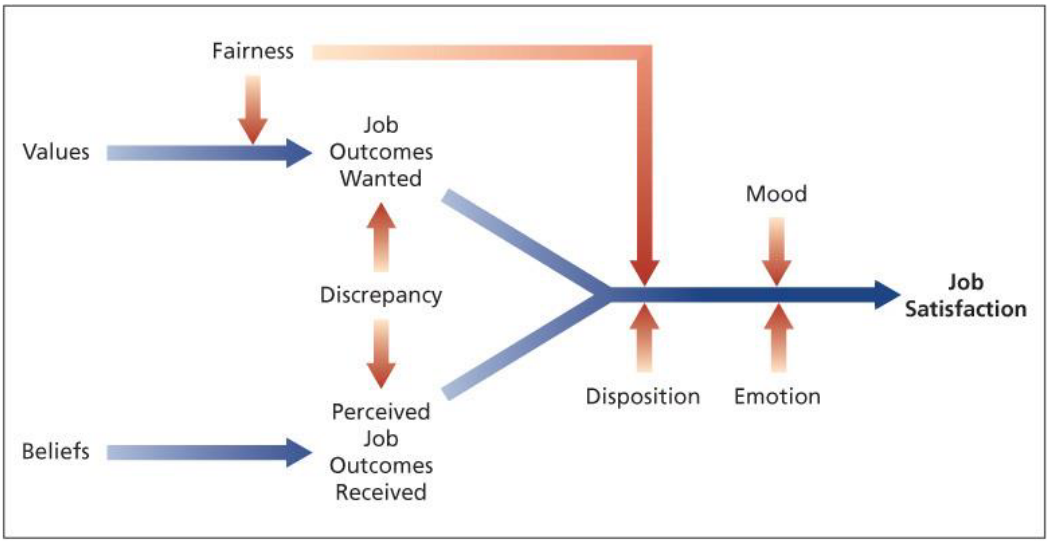 Fairness
Values
Job
Outcomes
Wanted
Mood
Discrepancy
Job
Satisfaction
Disposition
Emotion
Beliefs
Perceived
Job
Outcomes
Received